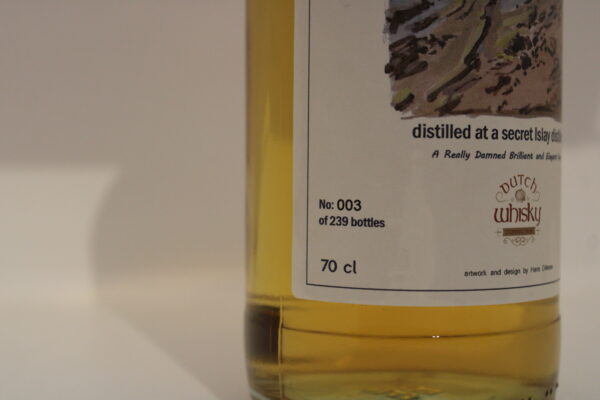 distilled at a secret Islay
A Really Damned Brilliant and Elegant
No: 003
of 239 bottles
DUTCH
whisky
70 cl
artwork and design by Hans